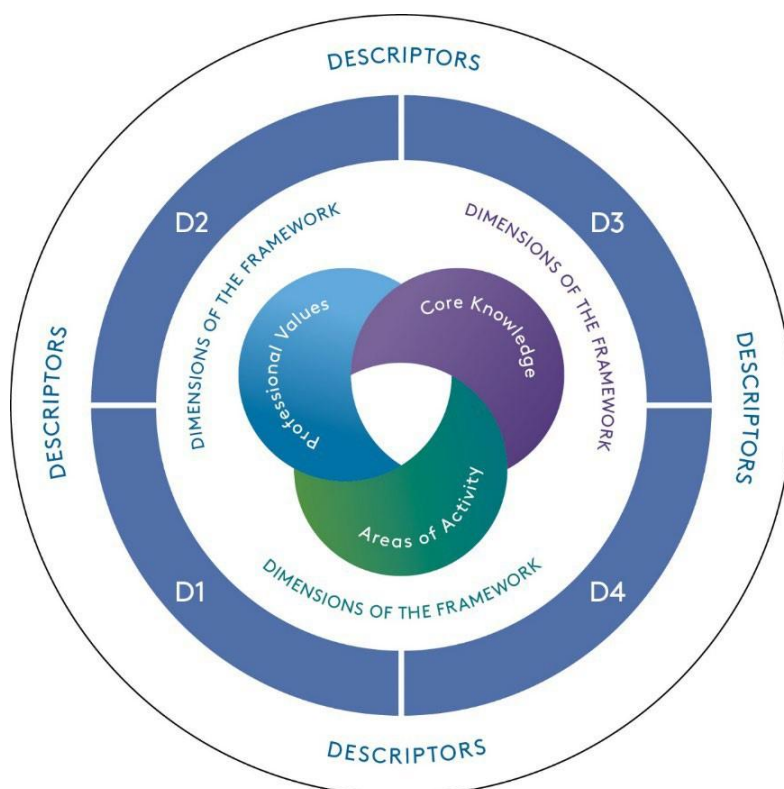 DESCRIPTORS
D2
D3
DIMENSIONS OF THE FRAMEWORK
DIMENSIONS OF THE FRAMEWORK
Professional Values
Core Knowledge
DESCRIPTORS
DESCRIPTORS
Areas of Activity
DIMENSIONS OF THE FRAMEWORK
D1
D4
DESCRIPTORS